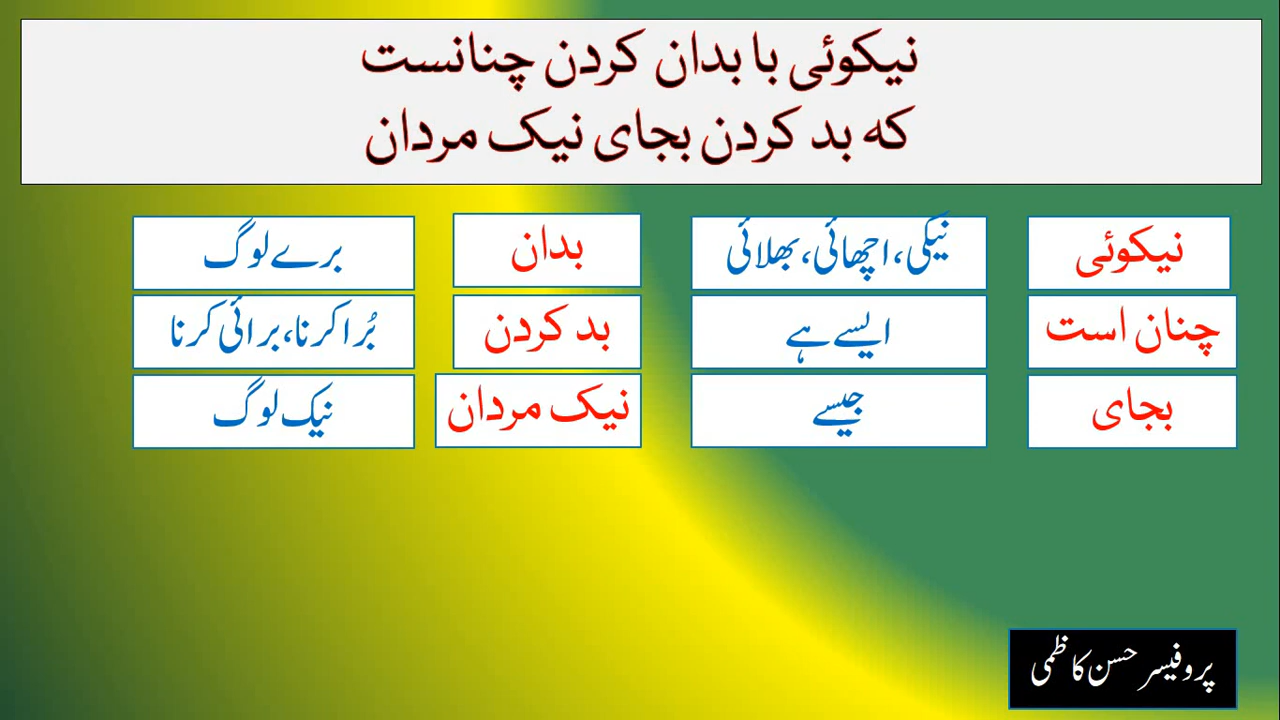 نیکوئی با بدان کردن چنانست
که بد کردن بجای نیک مردان
نیکوئی نیکی، اچھائی، بھلائی بدان برے لوگ
چنان است ایسے ہے بد کردن بُرا کرنا، برائی کرنا
بجای جیسے نیک مردان نیک لوگ
پروفیسر حسن کاظمی